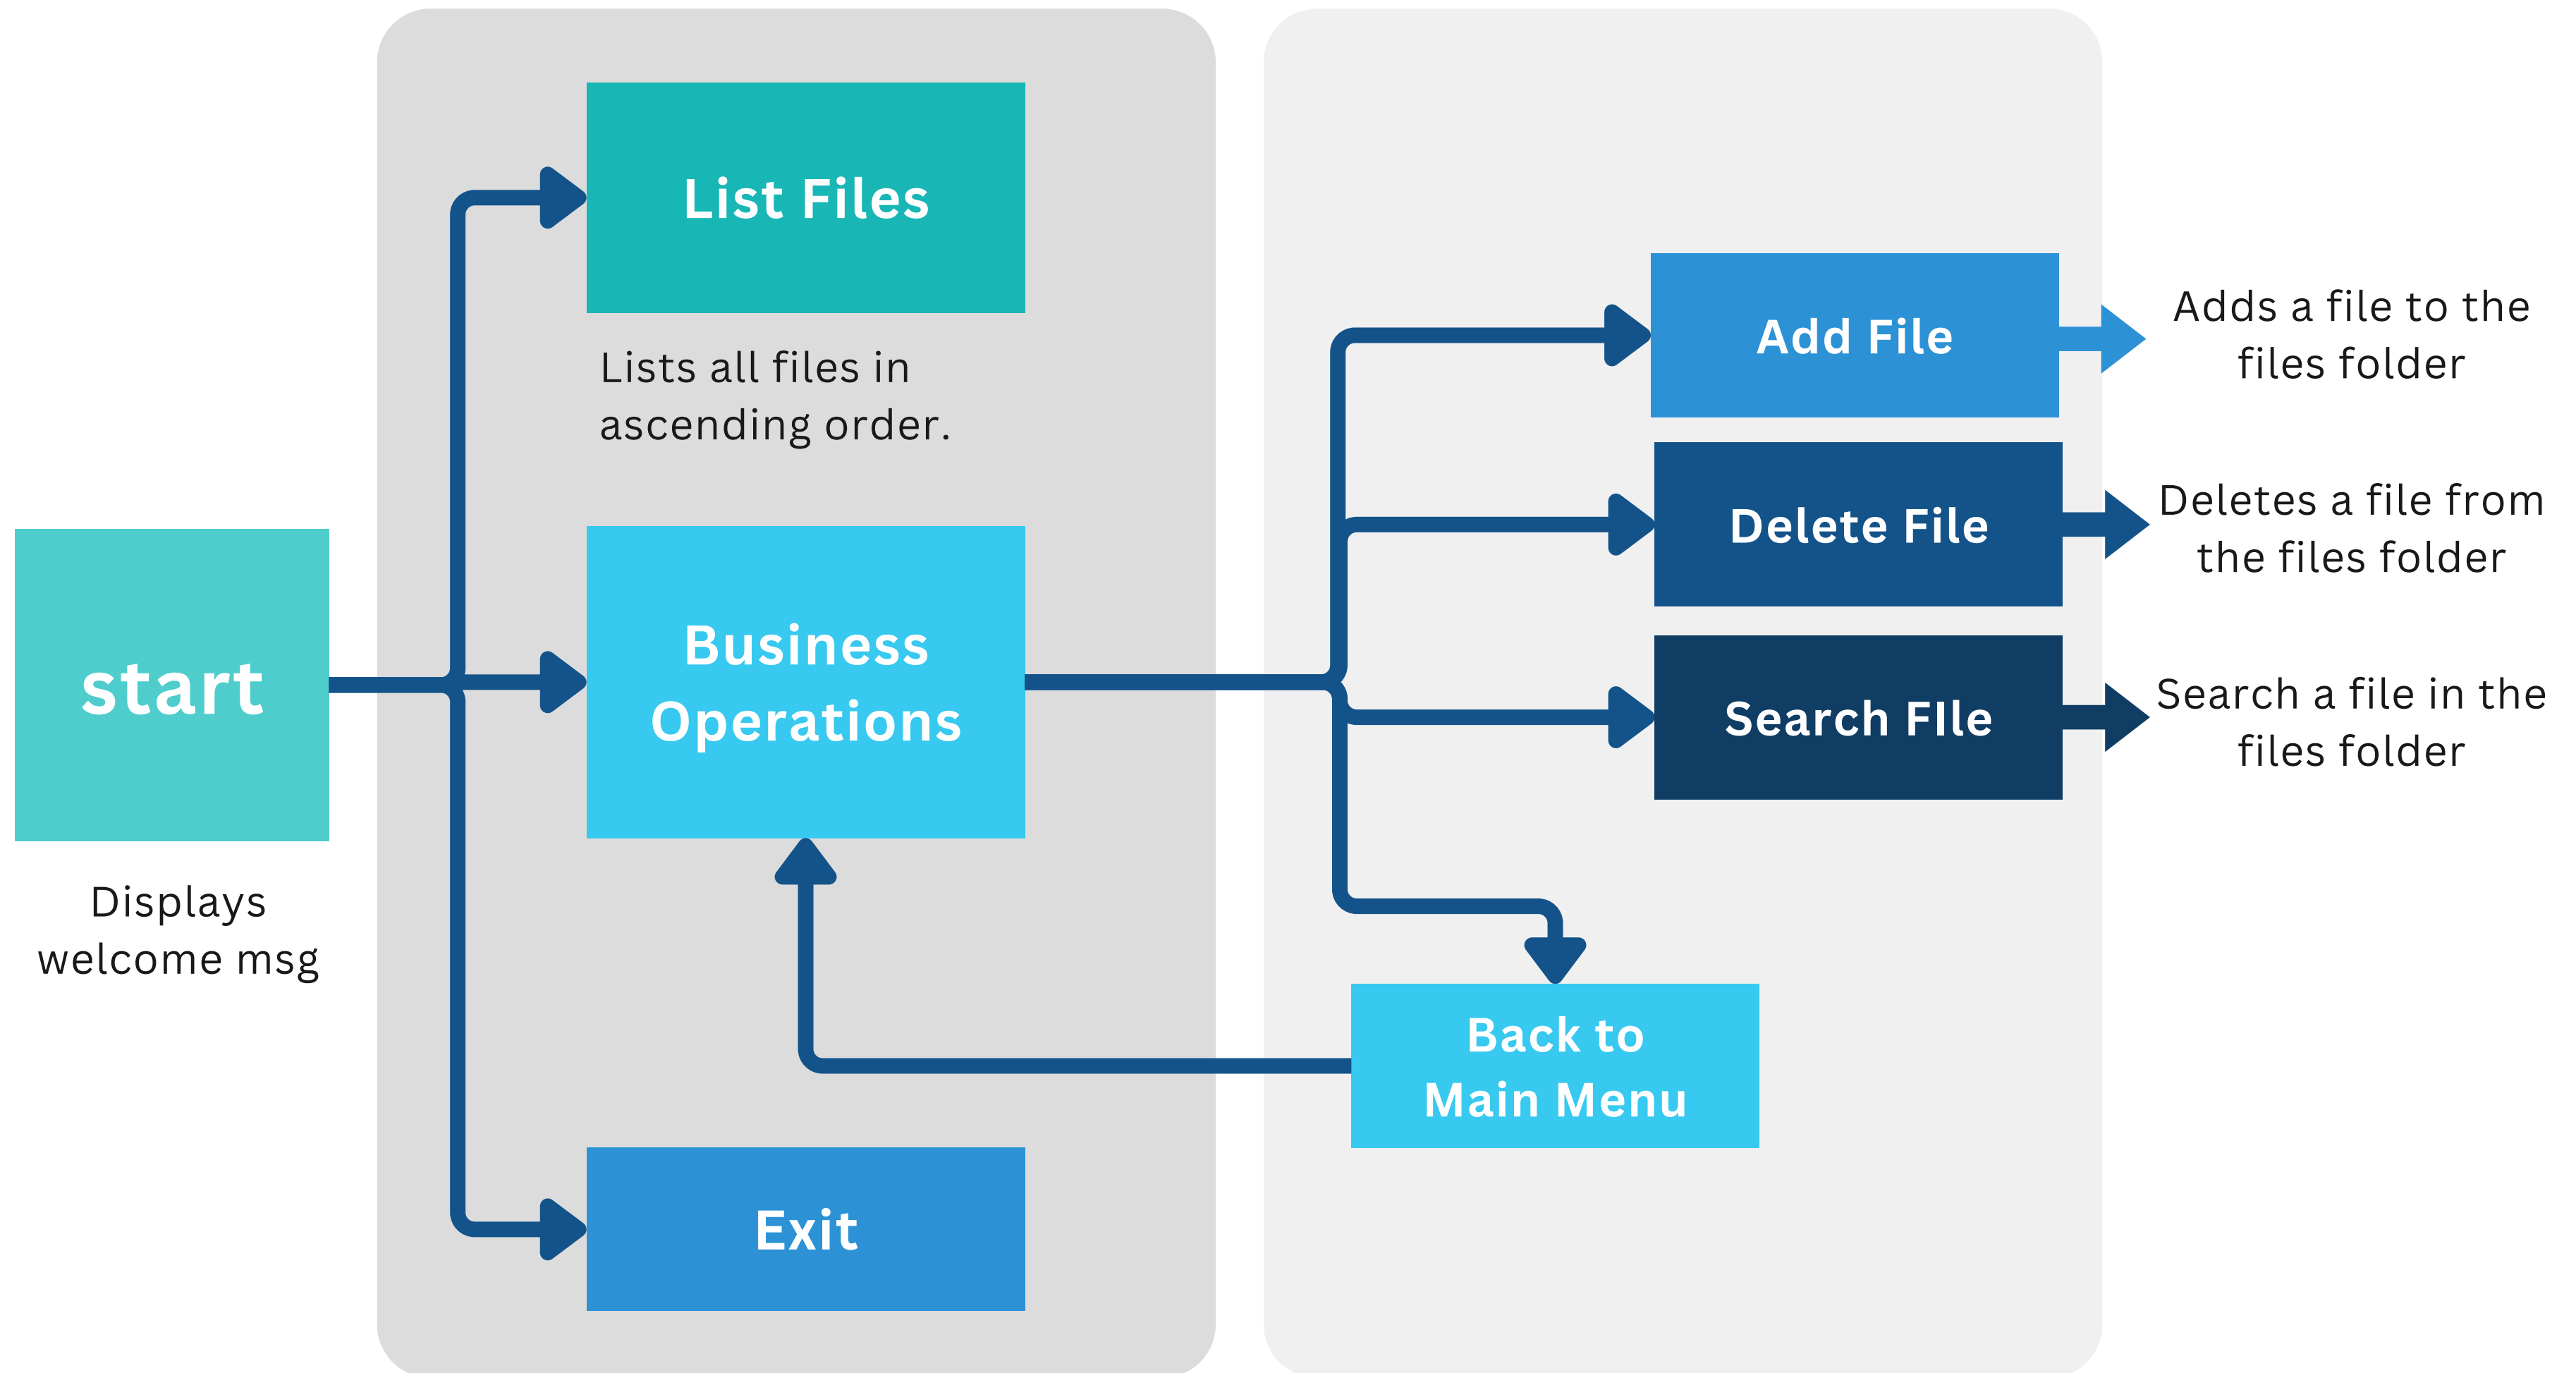 start
Displays
welcome msg
List Files
Lists all files in
ascending order.
Business
Operations
Exit
Add File
Adds a file to the
files folder
Delete File
Deletes a file from
the files folder
Search FIle
Search a file in the
files folder
Back to
Main Menu